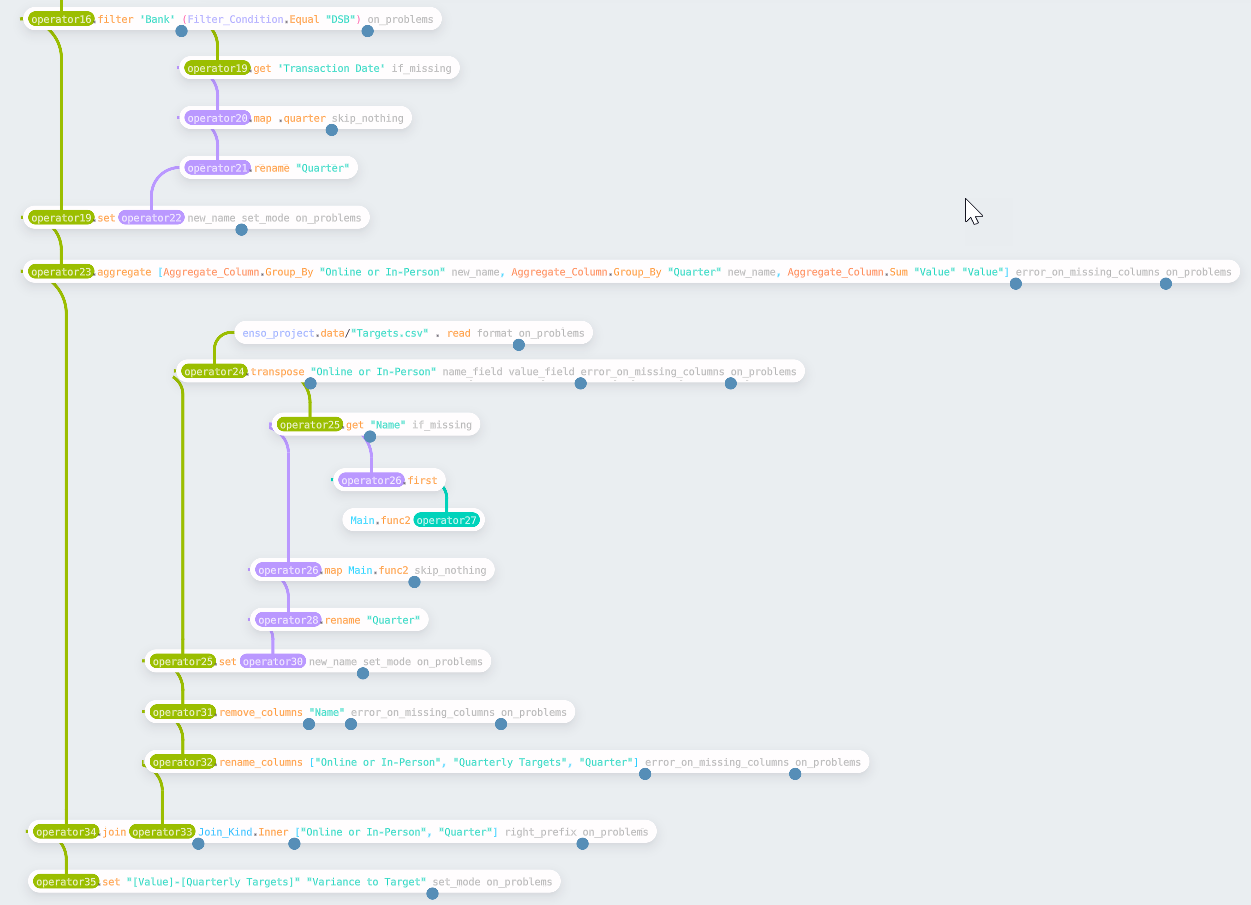 operator16.filter 'Bank' (Filter_Condition.Equal "DSB") on_problems
operator19.get 'Transaction Date' if_missing
operator20.map .quarter skip_nothing
operator21.rename "Quarter"
operator19.set operator22 new_name set_mode on_problems
operator23.aggregate [Aggregate_Column.Group_By "Online or In-Person" new_name, Aggregate_Column.Group_By "Quarter" new_name, Aggregate_Column.Sum "Value" "Value"] error_on_missing_columns on_problems
enso_project.data/"Targets.csv" . read format on_problems
operator24.transpose "Online or In-Person" name_field value_field error_on_missing_columns on_problems
operator25.get "Name" if_missing
operator26.first
Main.func2 operator27
operator26.map Main.func2 skip_nothing
operator28.rename "Quarter"
operator25.set operator30 new_name set_mode on_problems
operator31.remove_columns "Name" error_on_missing_columns on_problems
operator32.rename_columns ["Online or In-Person", "Quarterly Targets", "Quarter"] error_on_missing_columns on_problems
operator34.join operator33 Join_Kind.Inner ["Online or In-Person", "Quarter"] right_prefix on_problems
operator35.set "[Value]-[Quarterly Targets]" "Variance to Target" set_mode on_problems